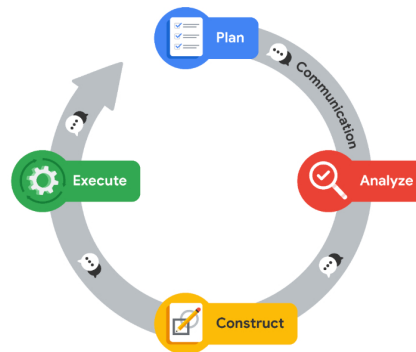 Plan
Communication
Analyze
Construct
Execute